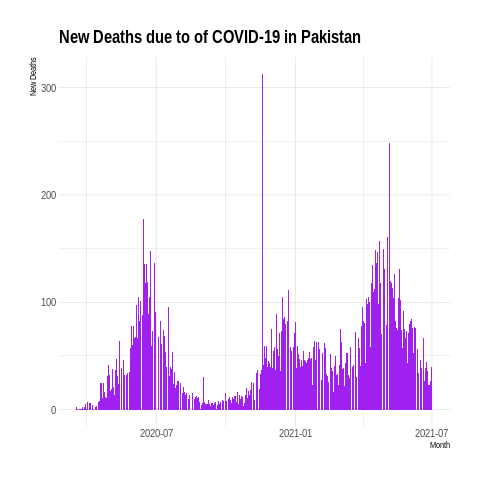 New Deaths due to of COVID-19 in Pakistan
New Deaths
300
200
100
0
2020-07
2021-01
2021-07
Month